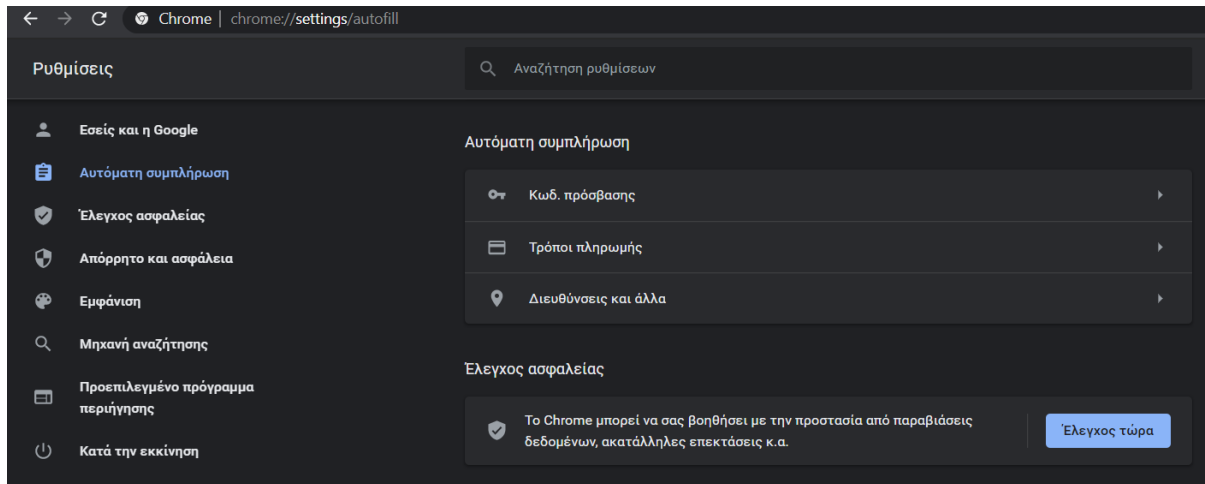 Chrome | chrome://settings/autofill
Ρυθμίσεις
Αναζήτηση ρυθμίσεων
Εσείς και η Google
Αυτόματη συμπλήρωση
Έλεγχος ασφαλείας
Απόρρητο και ασφάλεια
Εμφάνιση
Μηχανή αναζήτησης
Προεπιλεγμένο πρόγραμμα
περιήγησης
Κατά την εκκίνηση
Αυτόματη συμπλήρωση
Κωδ. πρόσβασης
Τρόποι πληρωμής
Διευθύνσεις και άλλα
Έλεγχος ασφαλείας
Το Chrome μπορεί να σας βοηθήσει με την προστασία από παραβιάσεις
δεδομένων, ακατάλληλες επεκτάσεις κ.α.
Έλεγχος τώρα